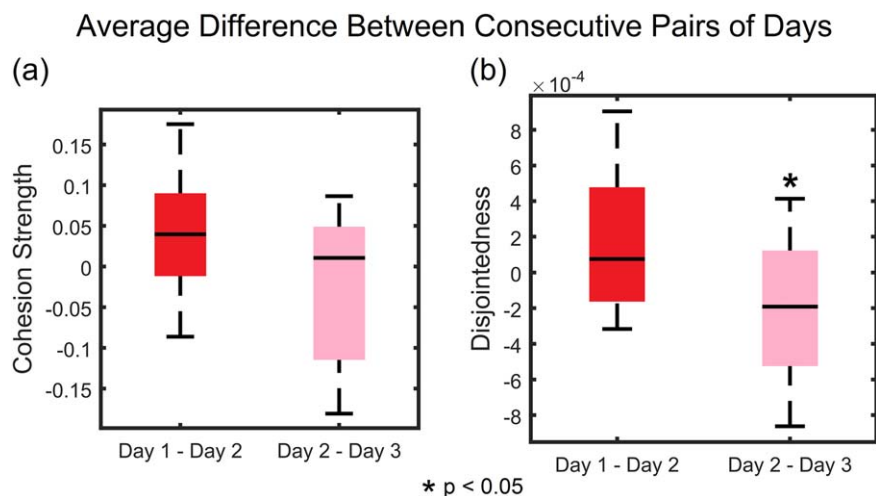 Average Difference Between Consecutive Pairs of Days
(a)
Cohesion Strength
0.15
0.1
0.05
0
-0.05
-0.1
-0.15
Day 1 - Day 2
Day 2 - Day 3
(b)
× 10⁻⁴
Disjointedness
8
6
4
2
0
-2
-4
-6
-8
*
Day 1 - Day 2
Day 2 - Day 3
* p < 0.05